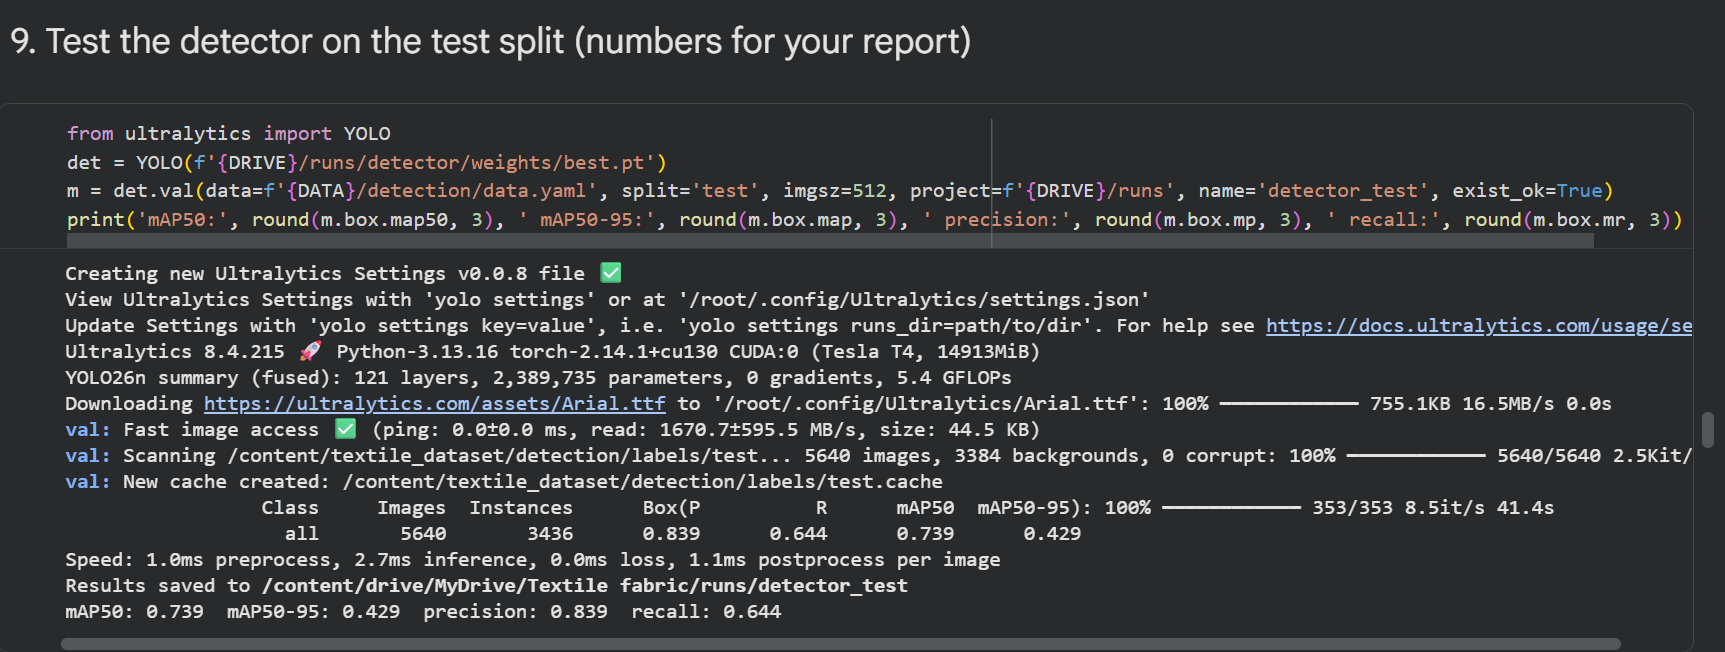 9. Test the detector on the test split (numbers for your report)
from ultralytics import YOLO
det = YOLO(f'{DRIVE}/runs/detector/weights/best.pt')
m = det.val(data=f'{DATA}/detection/data.yaml', split='test', imgsz=512, project=f'{DRIVE}/runs', name='detector_test', exist_ok=True)
print('mAP50:', round(m.box.map50, 3), ' mAP50-95:', round(m.box.map, 3), ' precision:', round(m.box.mp, 3), ' recall:', round(m.box.mr, 3))
Creating new Ultralytics Settings v0.0.8 file ✅
View Ultralytics Settings with 'yolo settings' or at '/root/.config/Ultralytics/settings.json'
Update Settings with 'yolo settings key=value', i.e. 'yolo settings runs_dir=path/to/dir'. For help see https://docs.ultralytics.com/usage/se
Ultralytics 8.4.215 🚀 Python-3.13.16 torch-2.14.1+cu130 CUDA:0 (Tesla T4, 14913MiB)
YOLO26n summary (fused): 121 layers, 2,389,735 parameters, 0 gradients, 5.4 GFLOPs
Downloading https://ultralytics.com/assets/Arial.ttf to '/root/.config/Ultralytics/Arial.ttf': 100% ━━━━━━━━━━━━ 755.1KB 16.5MB/s 0.0s
val: Fast image access ✅ (ping: 0.0±0.0 ms, read: 1670.7±595.5 MB/s, size: 44.5 KB)
val: Scanning /content/textile_dataset/detection/labels/test... 5640 images, 3384 backgrounds, 0 corrupt: 100% ━━━━━━━━━━━━ 5640/5640 2.5Kit/
val: New cache created: /content/textile_dataset/detection/labels/test.cache
Class Images Instances Box(P R mAP50 mAP50-95): 100% ━━━━━━━━━━━━ 353/353 8.5it/s 41.4s
all 5640 3436 0.839 0.644 0.739 0.429
Speed: 1.0ms preprocess, 2.7ms inference, 0.0ms loss, 1.1ms postprocess per image
Results saved to /content/drive/MyDrive/Textile fabric/runs/detector_test
mAP50: 0.739  mAP50-95: 0.429  precision: 0.839  recall: 0.644